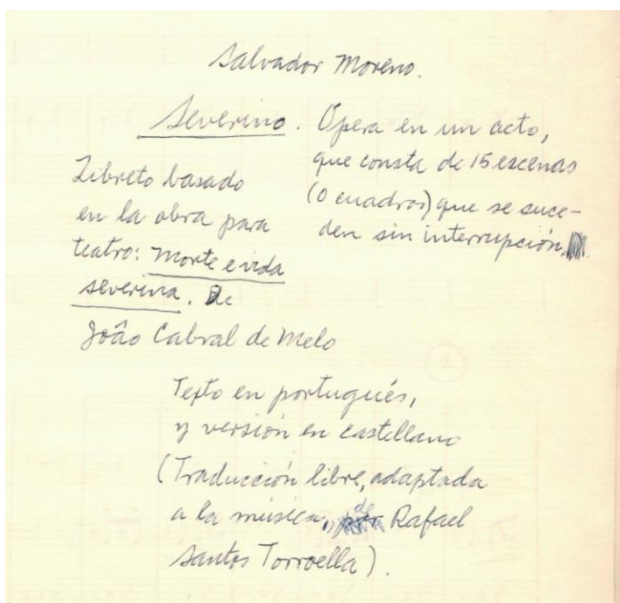 Salvador Moreno.
Severino. Opera en un acto,
que consta de 15 escenas
(o cuadros) que se suce-
den sin interrupción.
Libreto basado
en la obra para
teatro: Morte e vida
severina. De
João Cabral de Melo
Texto en portugués,
y versión en castellano
(Traducción libre, adaptada
a la música, de Rafael
Santos Torroella).